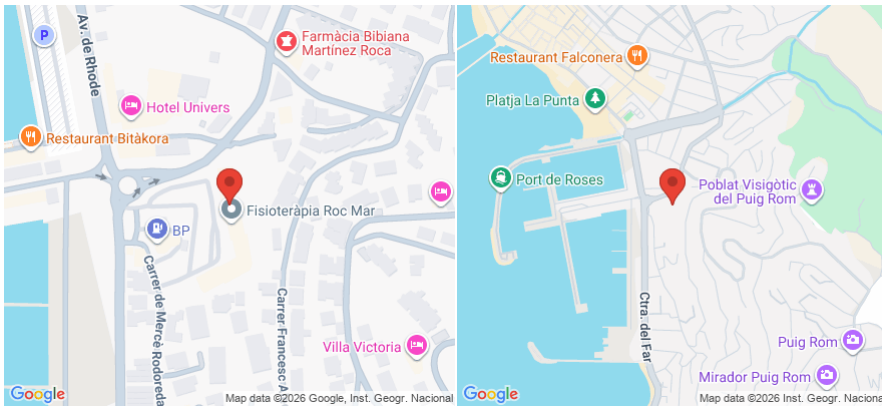 P
Av. de Rhode
Farmàcia Bibiana
Martínez Roca
Hotel Univers
Restaurant Bitàkora
Fisioteràpia Roc Mar
BP
Carrer de Mercè Rodoreda
Carrer Francesc A
Villa Victoria
Google
Map data ©2026 Google, Inst. Geogr. Nacional
Restaurant Falconera
Platja La Punta
Port de Roses
Poblat Visigòtic
del Puig Rom
Ctra. del Far
Puig Rom
Mirador Puig Rom
Google
Map data ©2026 Google, Inst. Geogr. Nacional